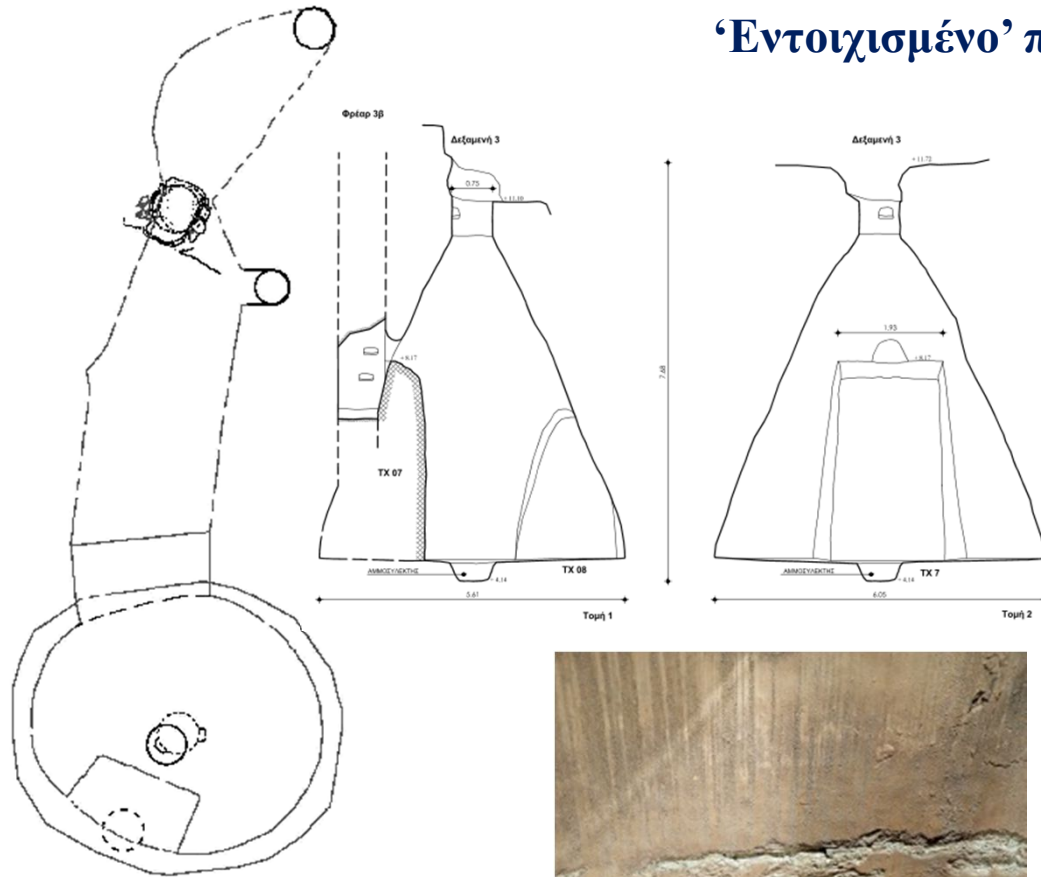 ‘Εντοιχισμένο’ π
Φρέαρ 3β
Δεξαμενή 3
0.75
+11.10
7.68
+8.17
ΤΧ 07
ΑΜΜΟΣΥΛΕΚΤΗΣ
+4.14
ΤΧ 08
5.61
Τομή 1
Δεξαμενή 3
+11.72
1.93
+8.17
ΑΜΜΟΣΥΛΕΚΤΗΣ
+4.14
ΤΧ 7
6.05
Τομή 2